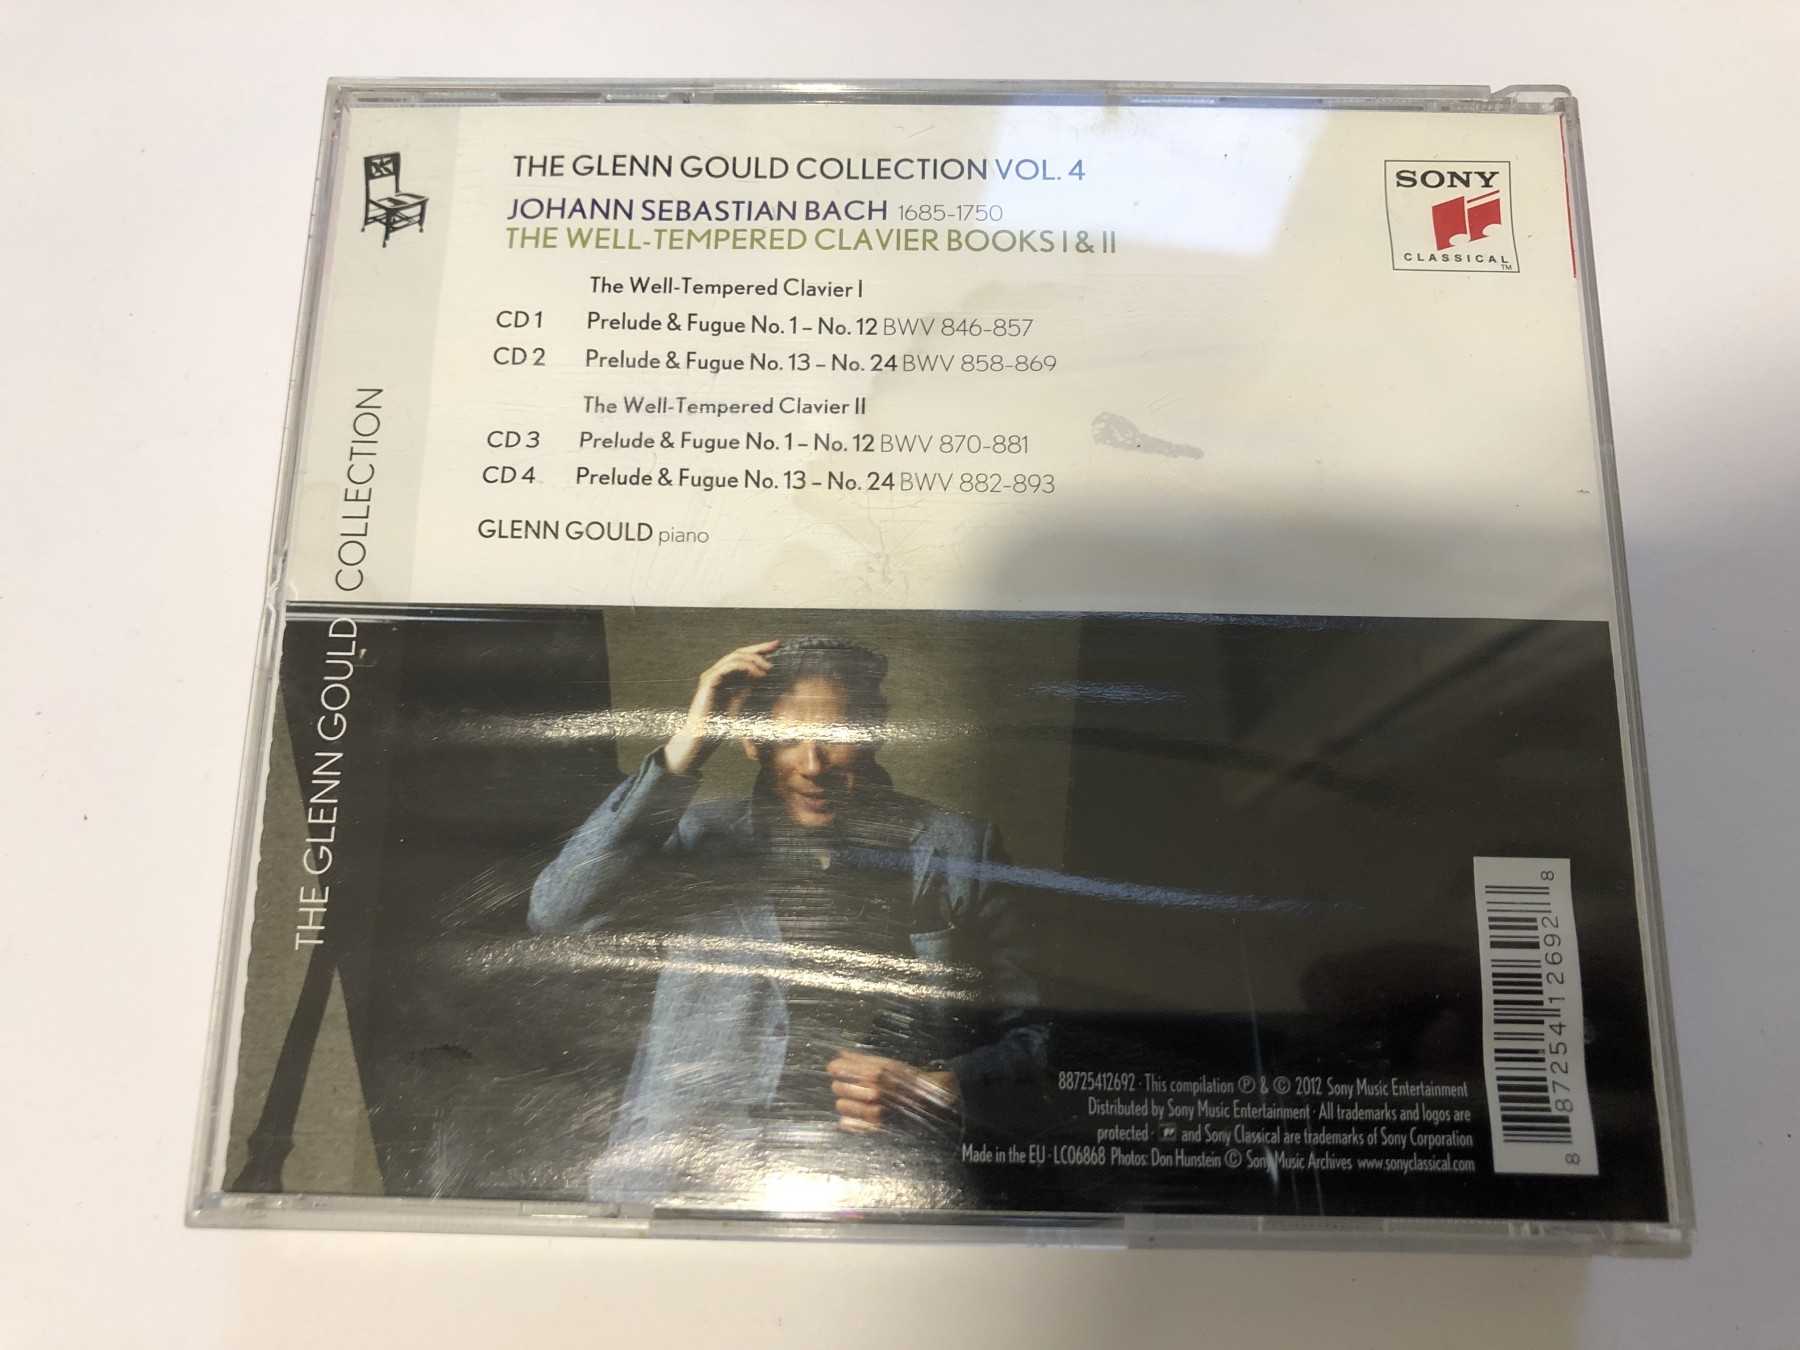 THE GLENN GOULD COLLECTION VOL. 4
JOHANN SEBASTIAN BACH 1685-1750
THE WELL-TEMPERED CLAVIER BOOKS I & II
The Well-Tempered Clavier I
CD 1 Prelude & Fugue No. 1 – No. 12 BWV 846-857
CD 2 Prelude & Fugue No. 13 – No. 24 BWV 858-869
The Well-Tempered Clavier II
CD 3 Prelude & Fugue No. 1 – No. 12 BWV 870-881
CD 4 Prelude & Fugue No. 13 – No. 24 BWV 882-893
GLENN GOULD piano
SONY
CLASSICAL™
THE GLENN GOULD COLLECTION
88725412692 · This compilation ℗ & © 2012 Sony Music Entertainment
Distributed by Sony Music Entertainment · All trademarks and logos are
protected · and Sony Classical are trademarks of Sony Corporation
Made in the EU · LC06868 Photos: Don Hunstein © Sony Music Archives www.sonyclassical.com
8 87254 12692 8